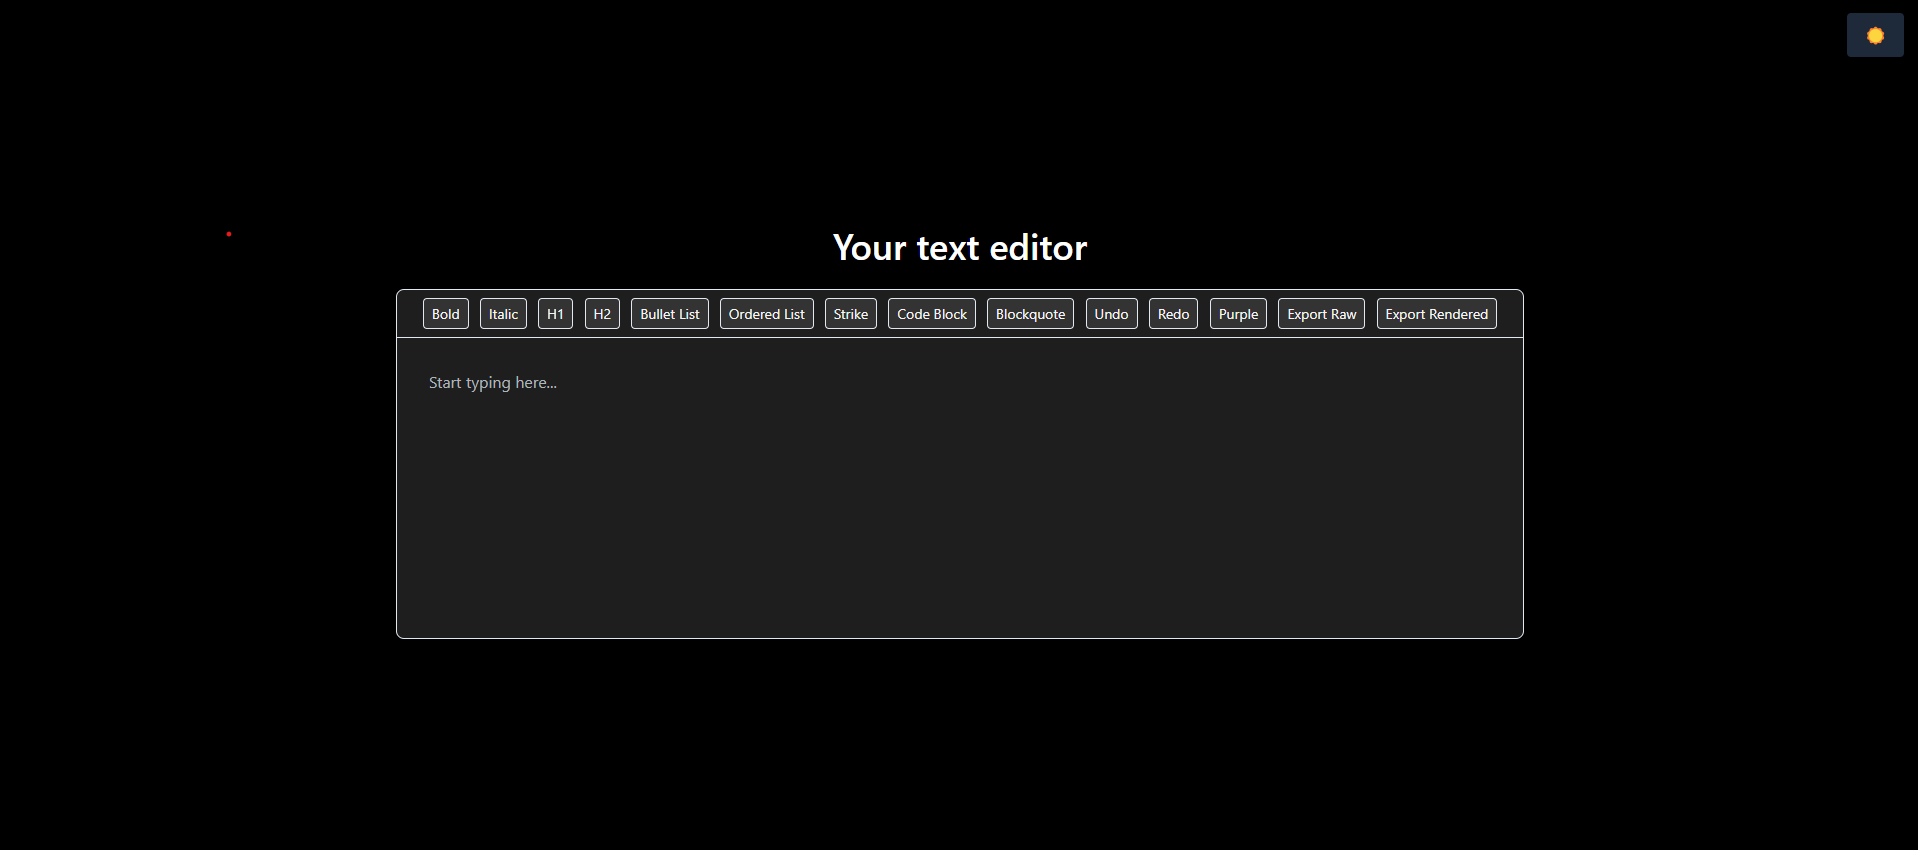 Your text editor
Bold Italic H1 H2 Bullet List Ordered List Strike Code Block Blockquote Undo Redo Purple Export Raw Export Rendered
Start typing here...